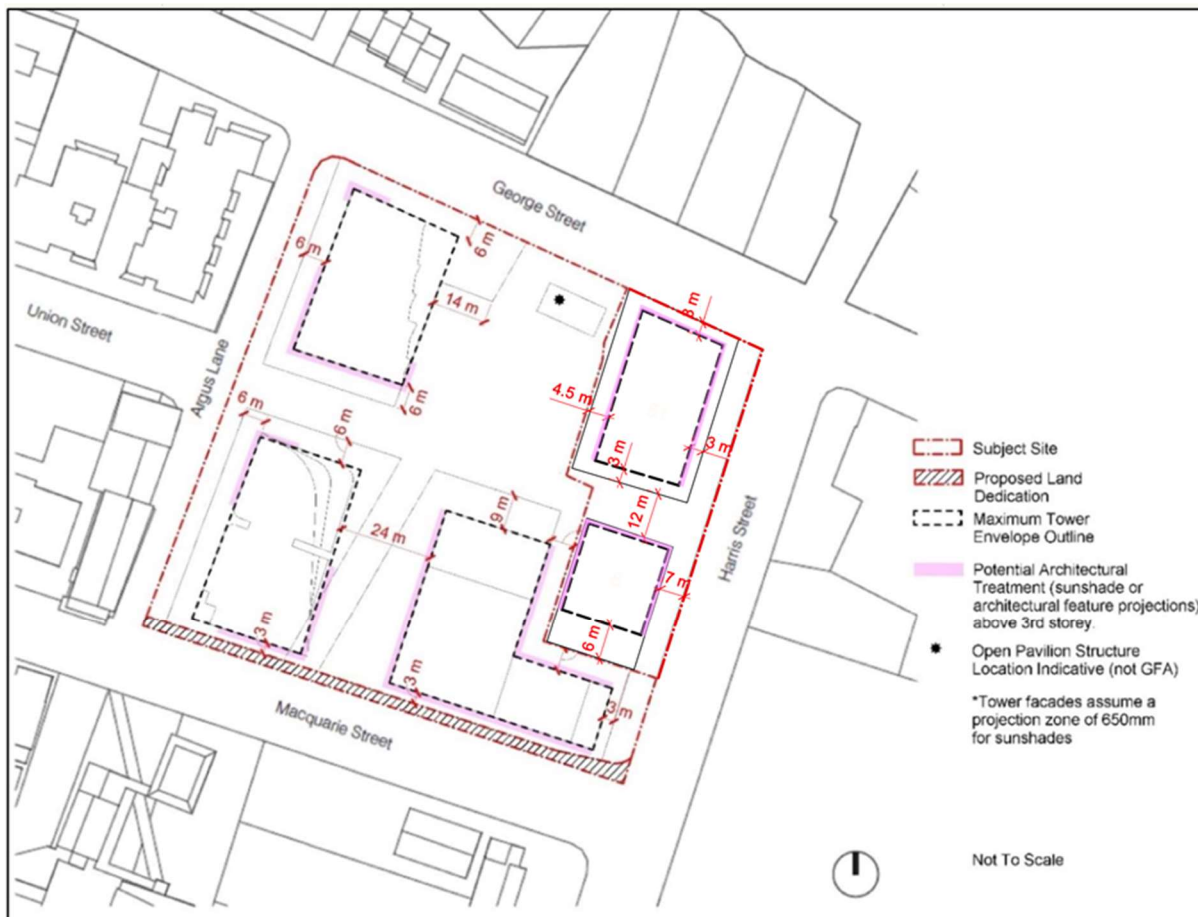 George Street
6 m
6 m
14 m
3 m
Union Street
Argus Lane
4.5 m
6 m
6 m
6 m
3 m
3 m
Subject Site
Proposed Land
Dedication
Maximum Tower
Envelope Outline
9 m
12 m
24 m
Harris Street
Potential Architectural
Treatment (sunshade or
architectural feature projections)
above 3rd storey.
7 m
3 m
6 m
Open Pavilion Structure
Location Indicative (not GFA)
3 m
3 m
*Tower facades assume a
projection zone of 650mm
for sunshades
Macquarie Street
Not To Scale